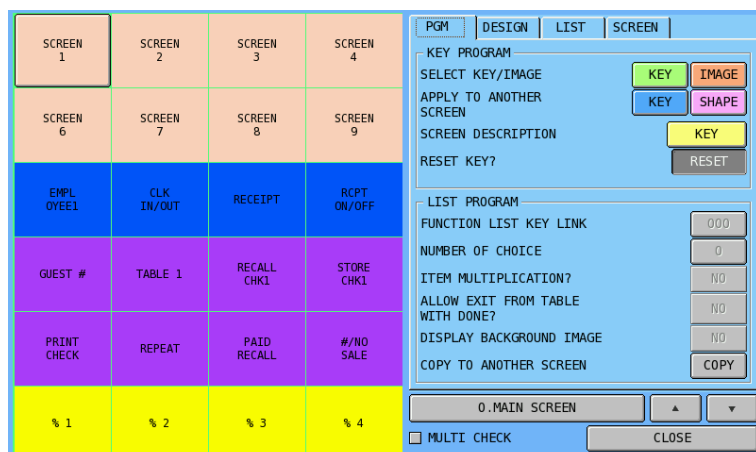 SCREEN
1
SCREEN
2
SCREEN
3
SCREEN
4
SCREEN
6
SCREEN
7
SCREEN
8
SCREEN
9
EMPL
OYEE1
CLK
IN/OUT
RECEIPT
RCPT
ON/OFF
GUEST #
TABLE 1
RECALL
CHK1
STORE
CHK1
PRINT
CHECK
REPEAT
PAID
RECALL
#/NO
SALE
% 1
% 2
% 3
% 4
PGM DESIGN LIST SCREEN
KEY PROGRAM
SELECT KEY/IMAGE KEY IMAGE
APPLY TO ANOTHER
SCREEN KEY SHAPE
SCREEN DESCRIPTION KEY
RESET KEY? RESET
LIST PROGRAM
FUNCTION LIST KEY LINK 000
NUMBER OF CHOICE 0
ITEM MULTIPLICATION? NO
ALLOW EXIT FROM TABLE
WITH DONE? NO
DISPLAY BACKGROUND IMAGE NO
COPY TO ANOTHER SCREEN COPY
0.MAIN SCREEN
MULTI CHECK CLOSE